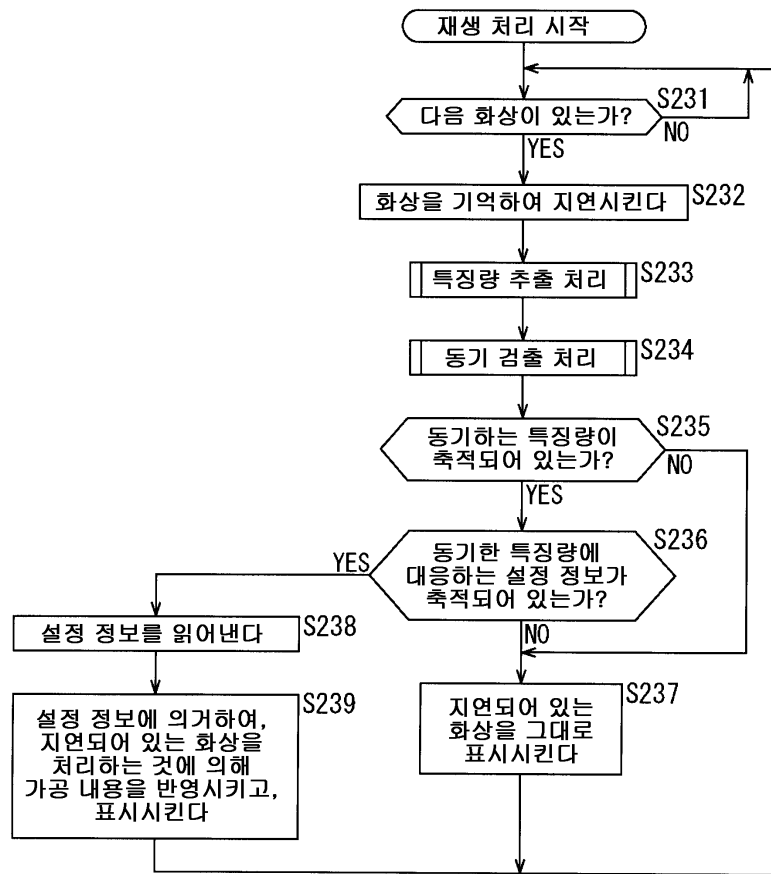 재생 처리 시작
S231
다음 화상이 있는가?
NO
YES
S232
화상을 기억하여 지연시킨다
S233
특징량 추출 처리
S234
동기 검출 처리
S235
동기하는 특징량이
축적되어 있는가?
NO
YES
S236
동기한 특징량에
대응하는 설정 정보가
축적되어 있는가?
YES
NO
S238
설정 정보를 읽어낸다
S239
설정 정보에 의거하여,
지연되어 있는 화상을
처리하는 것에 의해
가공 내용을 반영시키고,
표시시킨다
S237
지연되어 있는
화상을 그대로
표시시킨다